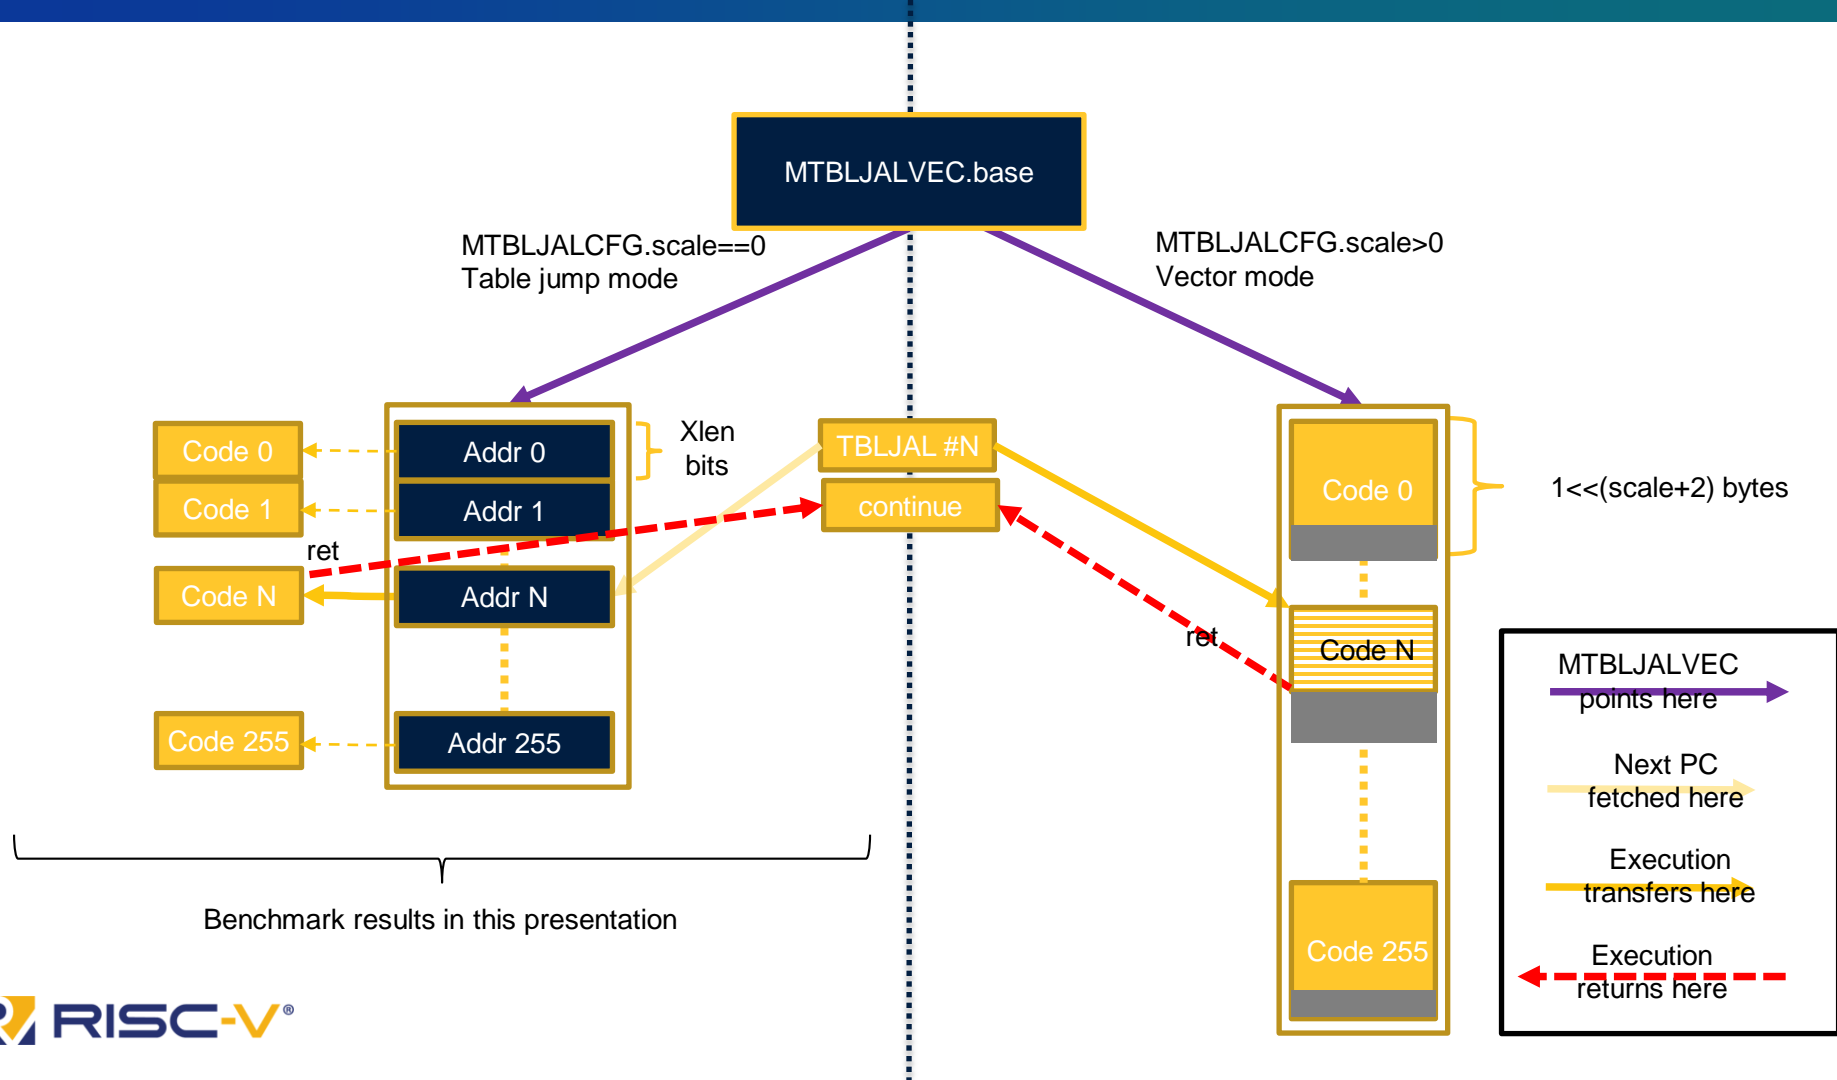 MTBLJALVEC.base
MTBLJALCFG.scale==0
Table jump mode
MTBLJALCFG.scale>0
Vector mode
Code 0
Addr 0
Xlen
bits
TBLJAL #N
Code 0
1<<(scale+2) bytes
Code 1
Addr 1
continue
ret
Code N
Addr N
ret
Code N
Code 255
Addr 255
Code 255
MTBLJALVEC
points here
Next PC
fetched here
Execution
transfers here
Execution
returns here
Benchmark results in this presentation
RISC-V®